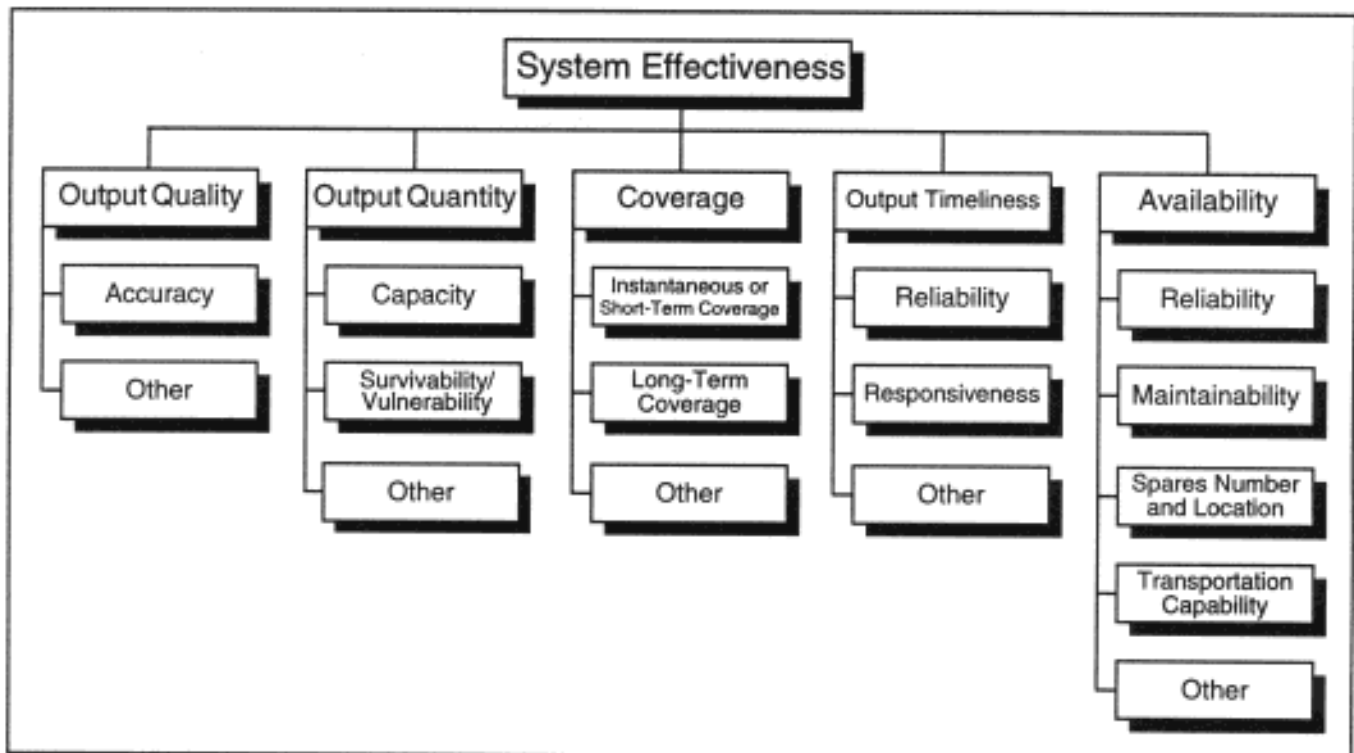 System Effectiveness
Output Quality
Accuracy
Other
Output Quantity
Capacity
Survivability/
Vulnerability
Other
Coverage
Instantaneous or
Short-Term Coverage
Long-Term
Coverage
Other
Output Timeliness
Reliability
Responsiveness
Other
Availability
Reliability
Maintainability
Spares Number
and Location
Transportation
Capability
Other